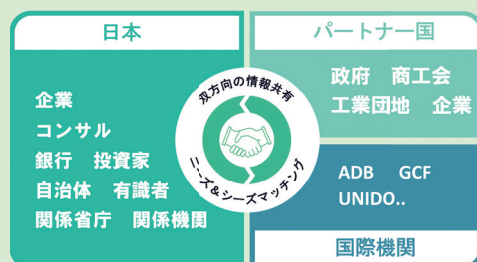 日本
企業
コンサル
銀行 投資家
自治体 有識者
関係省庁 関係機関
双方向の情報共有
ニーズ&シーズマッチング
パートナー国
政府 商工会
工業団地 企業
ADB GCF
UNIDO..
国際機関